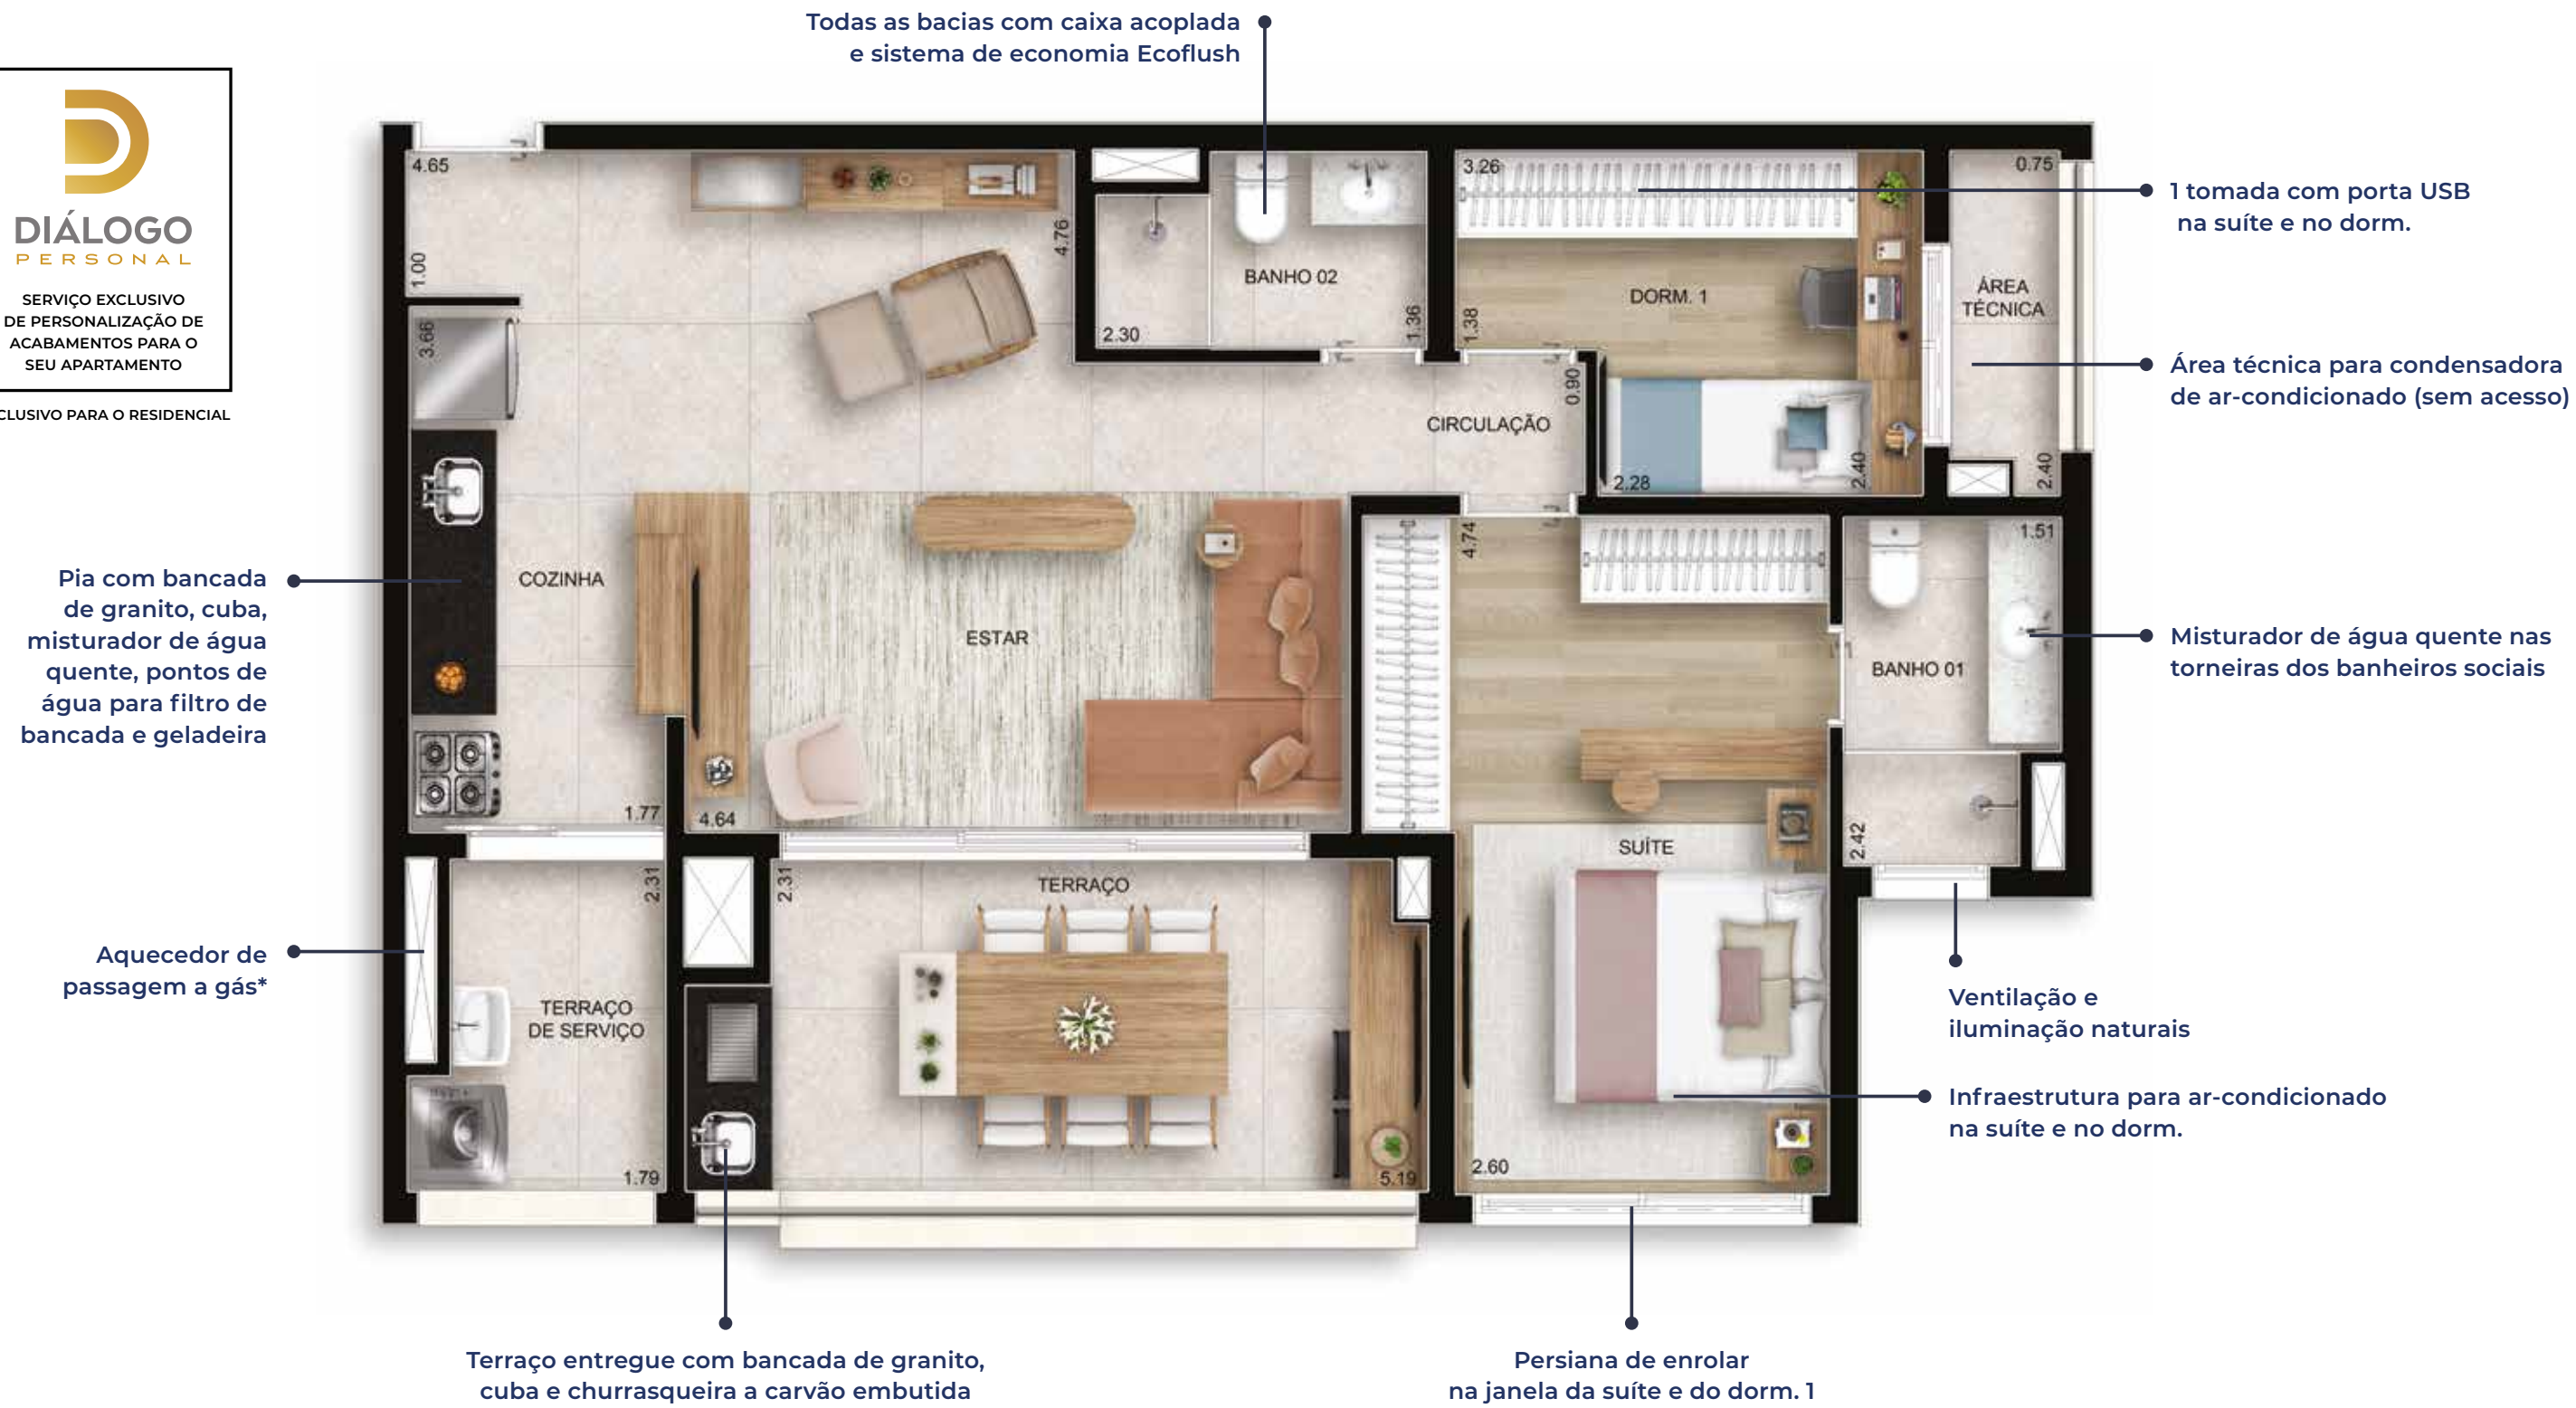 Todas as bacias com caixa acoplada
e sistema de economia Ecoflush
DIÁLOGO
PERSONAL
SERVIÇO EXCLUSIVO
DE PERSONALIZAÇÃO DE
ACABAMENTOS PARA O
SEU APARTAMENTO
CLUSIVO PARA O RESIDENCIAL
4.65
1.00
4.76
3.66
BANHO 02
2.30
1.36
3.26
DORM. 1
1.38
2.28
2.40
0.75
ÁREA
TÉCNICA
2.40
0.90
CIRCULAÇÃO
1 tomada com porta USB
na suíte e no dorm.
Área técnica para condensadora
de ar-condicionado (sem acesso)
Pia com bancada
de granito, cuba,
misturador de água
quente, pontos de
água para filtro de
bancada e geladeira
COZINHA
1.77
ESTAR
4.64
4.74
1.51
BANHO 01
2.42
Misturador de água quente nas
torneiras dos banheiros sociais
SUÍTE
2.60
Aquecedor de
passagem a gás*
2.31
TERRAÇO
DE SERVIÇO
1.79
2.31
TERRAÇO
5.19
Ventilação e
iluminação naturais
Infraestrutura para ar-condicionado
na suíte e no dorm.
Terraço entregue com bancada de granito,
cuba e churrasqueira a carvão embutida
Persiana de enrolar
na janela da suíte e do dorm. 1